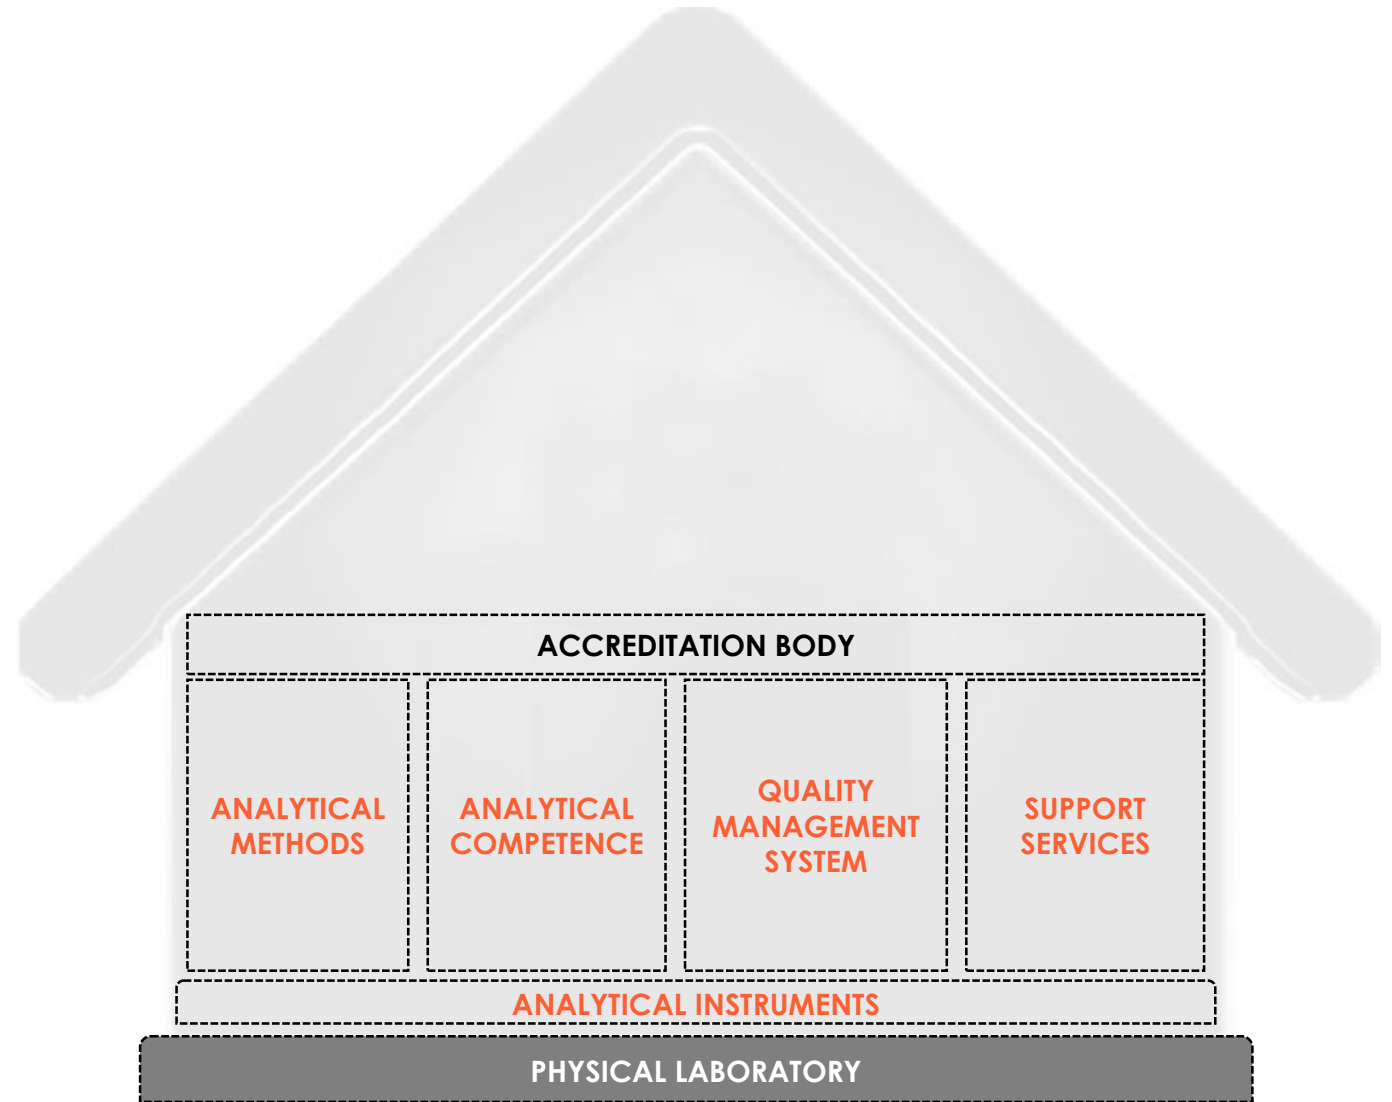 ACCREDITATION BODY
ANALYTICAL
METHODS
ANALYTICAL
COMPETENCE
QUALITY
MANAGEMENT
SYSTEM
SUPPORT
SERVICES
ANALYTICAL INSTRUMENTS
PHYSICAL LABORATORY